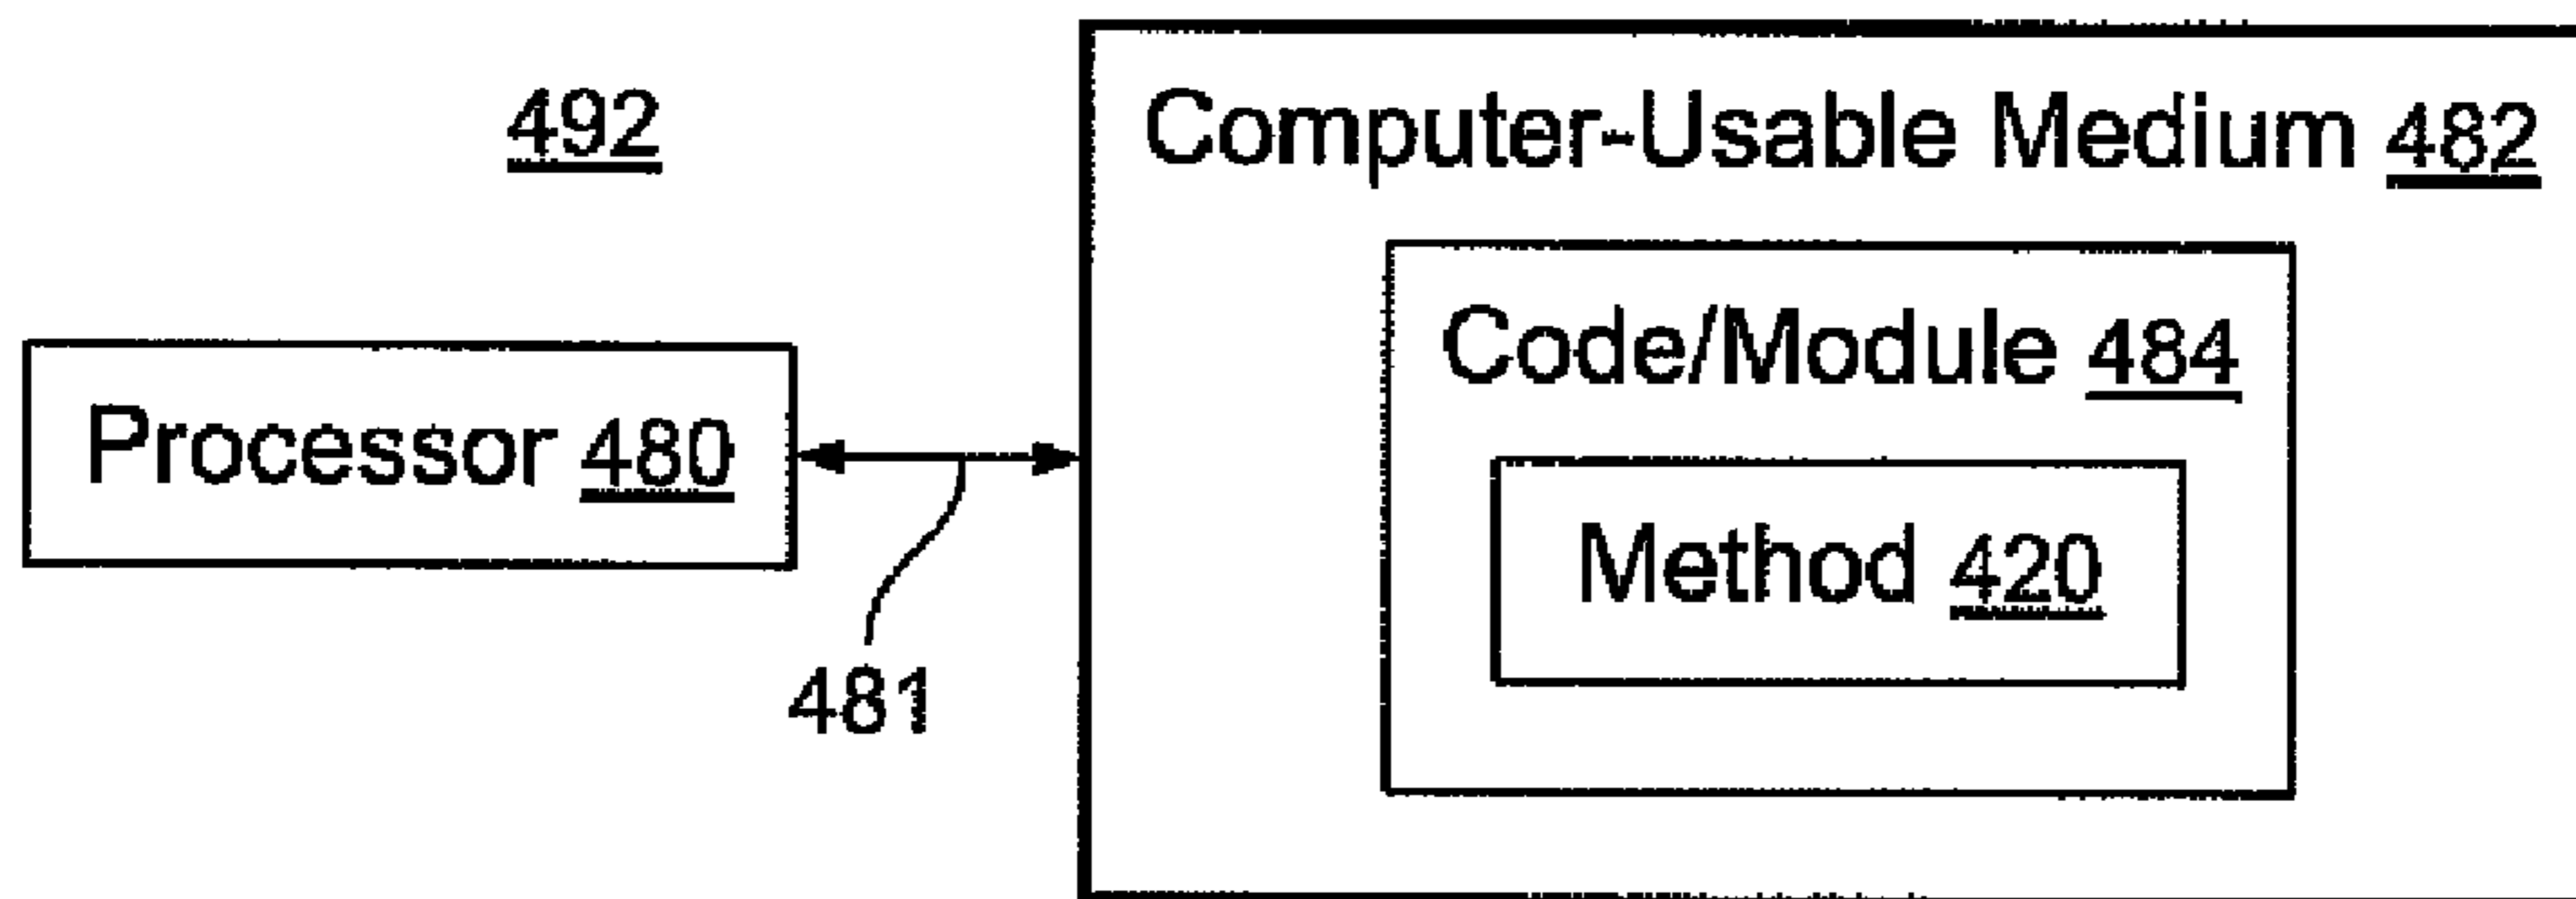 492
Computer-Usable Medium 482
Code/Module 484
Processor 480
Method 420
481